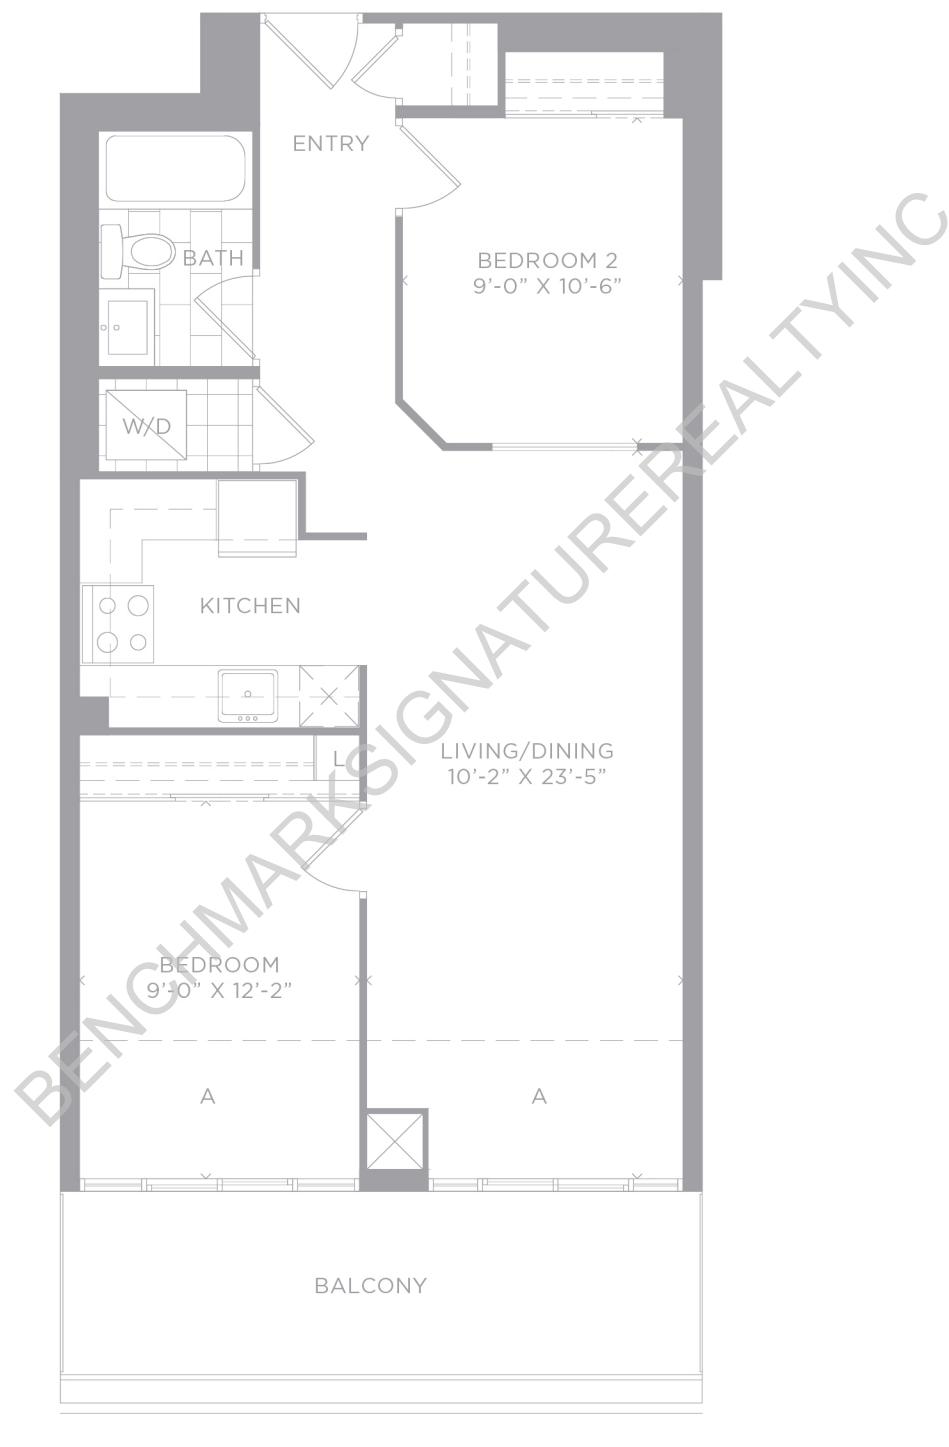 ENTRY
BATH
BEDROOM 2
9'-0" X 10'-6"
W/D
KITCHEN
LIVING/DINING
10'-2" X 23'-5"
L
BEDROOM
9'-0" X 12'-2"
A
A
BALCONY
BENCHMARKSIGNATUREREALTYINC